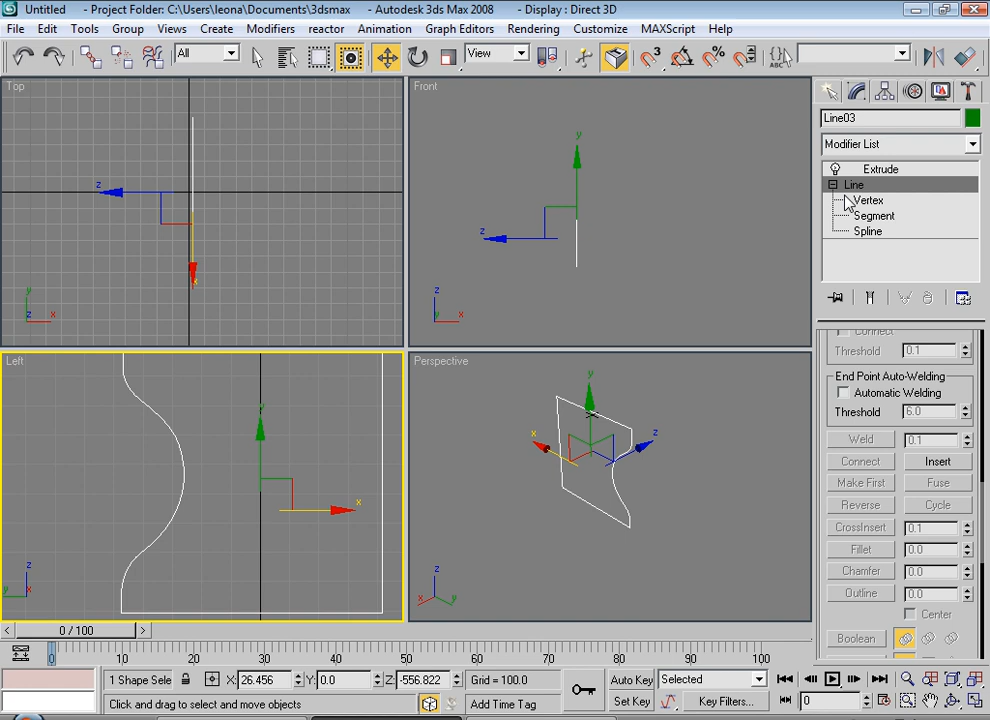 Untitled - Project Folder: C:\Users\leona\Documents\3dsmax - Autodesk 3ds Max 2008 - Display : Direct 3D
File Edit Tools Group Views Create Modifiers reactor Animation Graph Editors Rendering Customize MAXScript Help
All View
Top
Front
Left
Perspective
z
x
y
z
x
y
z
z
y
x
y
x
z
y
x
y
x
z
z
x
y
Line03
Modifier List
Extrude
Line
Vertex
Segment
Spline
Connect
Threshold 0.1
End Point Auto-Welding
Automatic Welding
Threshold 6.0
Weld 0.1
Connect Insert
Make First Fuse
Reverse Cycle
CrossInsert 0.1
Fillet 0.0
Chamfer 0.0
Outline 0.0
Center
Boolean
0 / 100
0 10 20 30 40 50 60 70 80 90 100
1 Shape Sele X: 26.456 Y: 0.0 Z: -556.822 Grid = 100.0 Auto Key Selected
Click and drag to select and move objects Add Time Tag Set Key Key Filters... 0